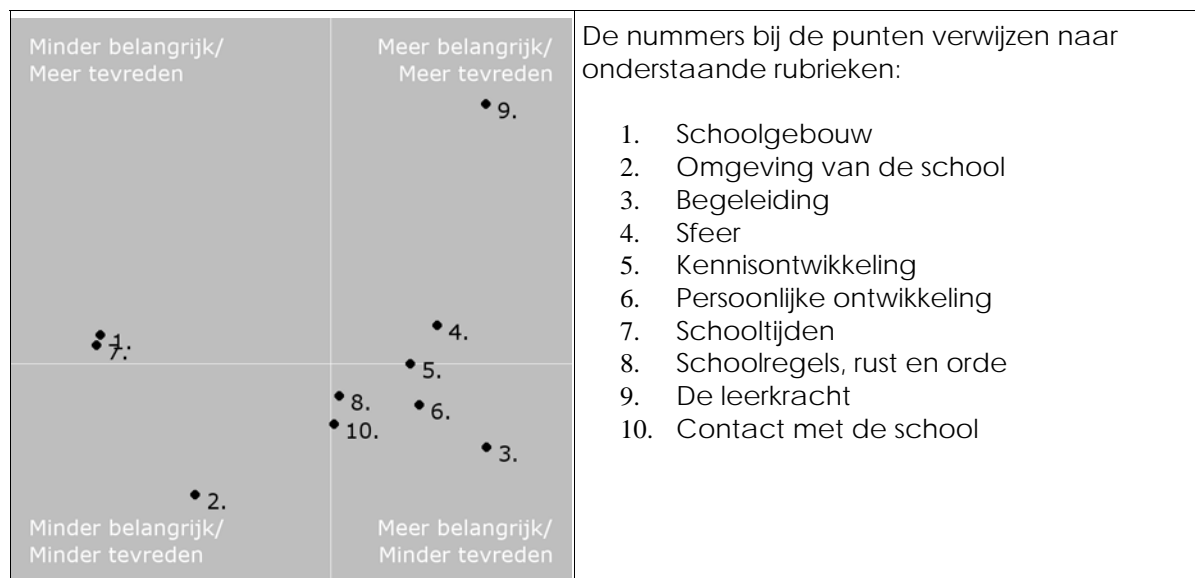 Minder belangrijk/
Meer tevreden
Meer belangrijk/
Meer tevreden
9.
1.
7.
4.
5.
8.
6.
10.
3.
2.
Minder belangrijk/
Minder tevreden
Meer belangrijk/
Minder tevreden
De nummers bij de punten verwijzen naar
onderstaande rubrieken:
1. Schoolgebouw
2. Omgeving van de school
3. Begeleiding
4. Sfeer
5. Kennisontwikkeling
6. Persoonlijke ontwikkeling
7. Schooltijden
8. Schoolregels, rust en orde
9. De leerkracht
10. Contact met de school